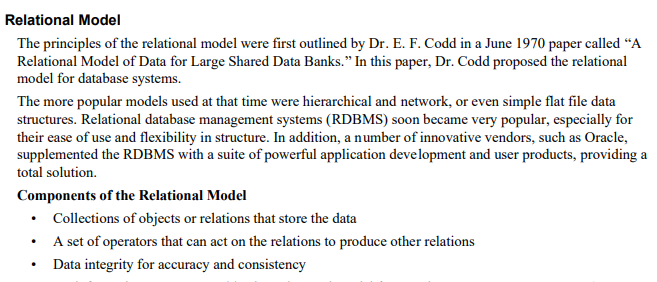 Relational Model
The principles of the relational model were first outlined by Dr. E. F. Codd in a June 1970 paper called “A
Relational Model of Data for Large Shared Data Banks.” In this paper, Dr. Codd proposed the relational
model for database systems.
The more popular models used at that time were hierarchical and network, or even simple flat file data
structures. Relational database management systems (RDBMS) soon became very popular, especially for
their ease of use and flexibility in structure. In addition, a number of innovative vendors, such as Oracle,
supplemented the RDBMS with a suite of powerful application development and user products, providing a
total solution.
Components of the Relational Model
• Collections of objects or relations that store the data
• A set of operators that can act on the relations to produce other relations
• Data integrity for accuracy and consistency